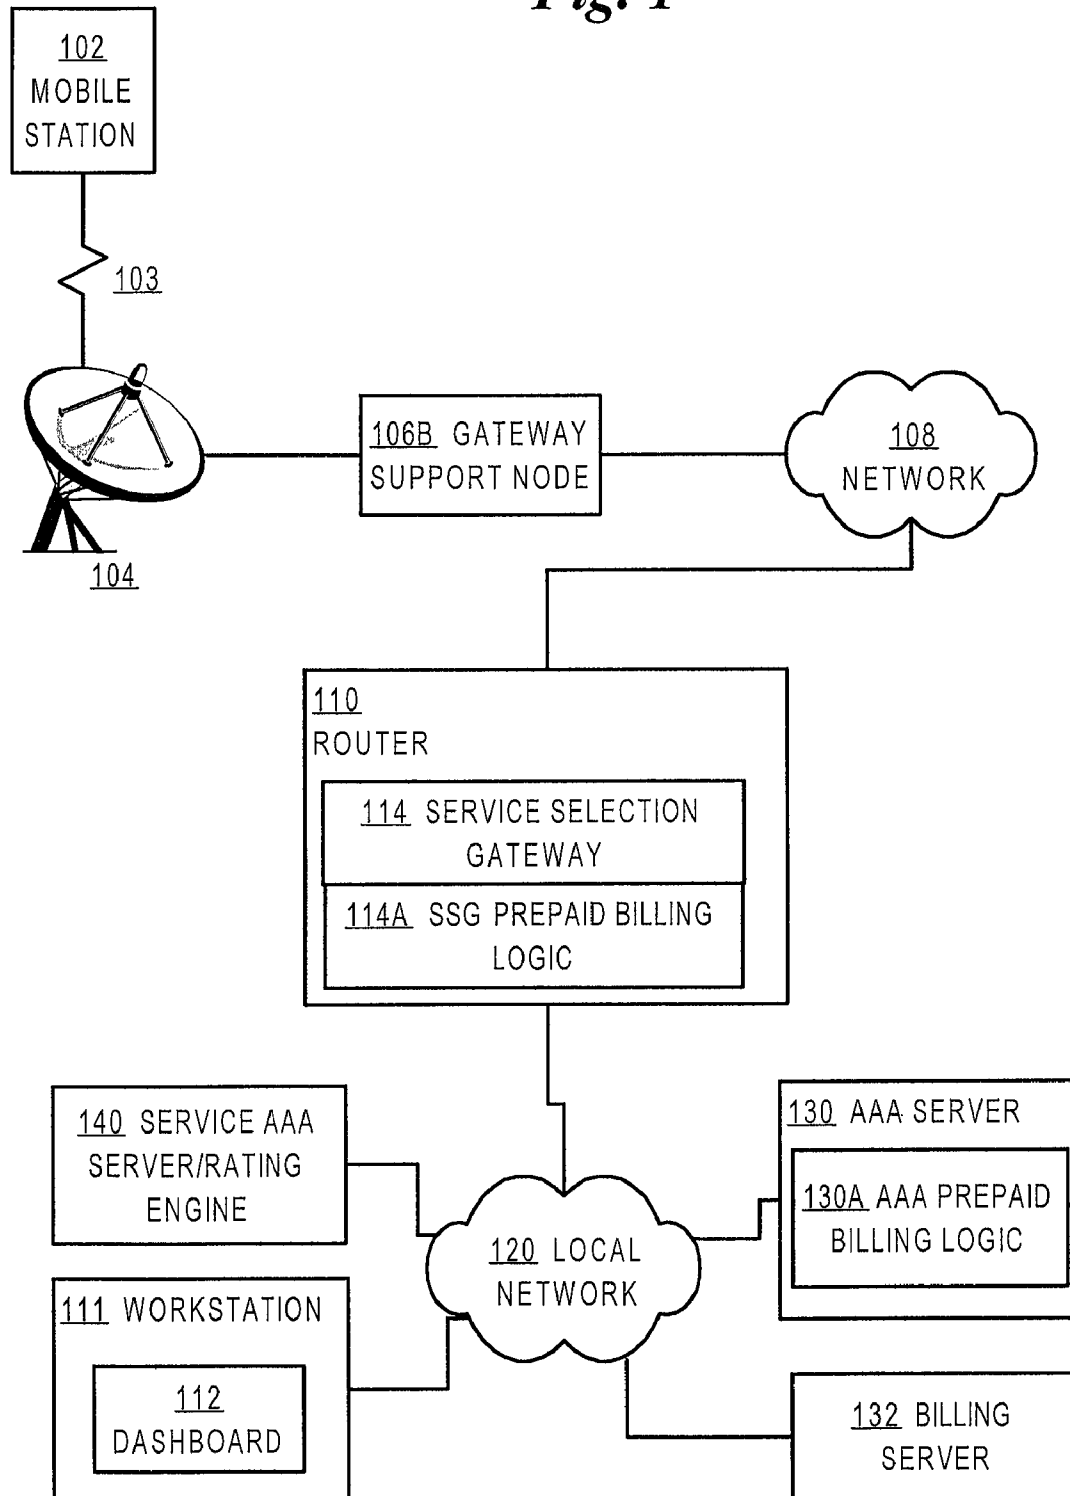 Fig. 1
102
MOBILE
STATION
103
104
106B GATEWAY
SUPPORT NODE
108
NETWORK
110
ROUTER
114 SERVICE SELECTION
GATEWAY
114A SSG PREPAID BILLING
LOGIC
140 SERVICE AAA
SERVER/RATING
ENGINE
130 AAA SERVER
130A AAA PREPAID
BILLING LOGIC
120 LOCAL
NETWORK
111 WORKSTATION
112
DASHBOARD
132 BILLING
SERVER